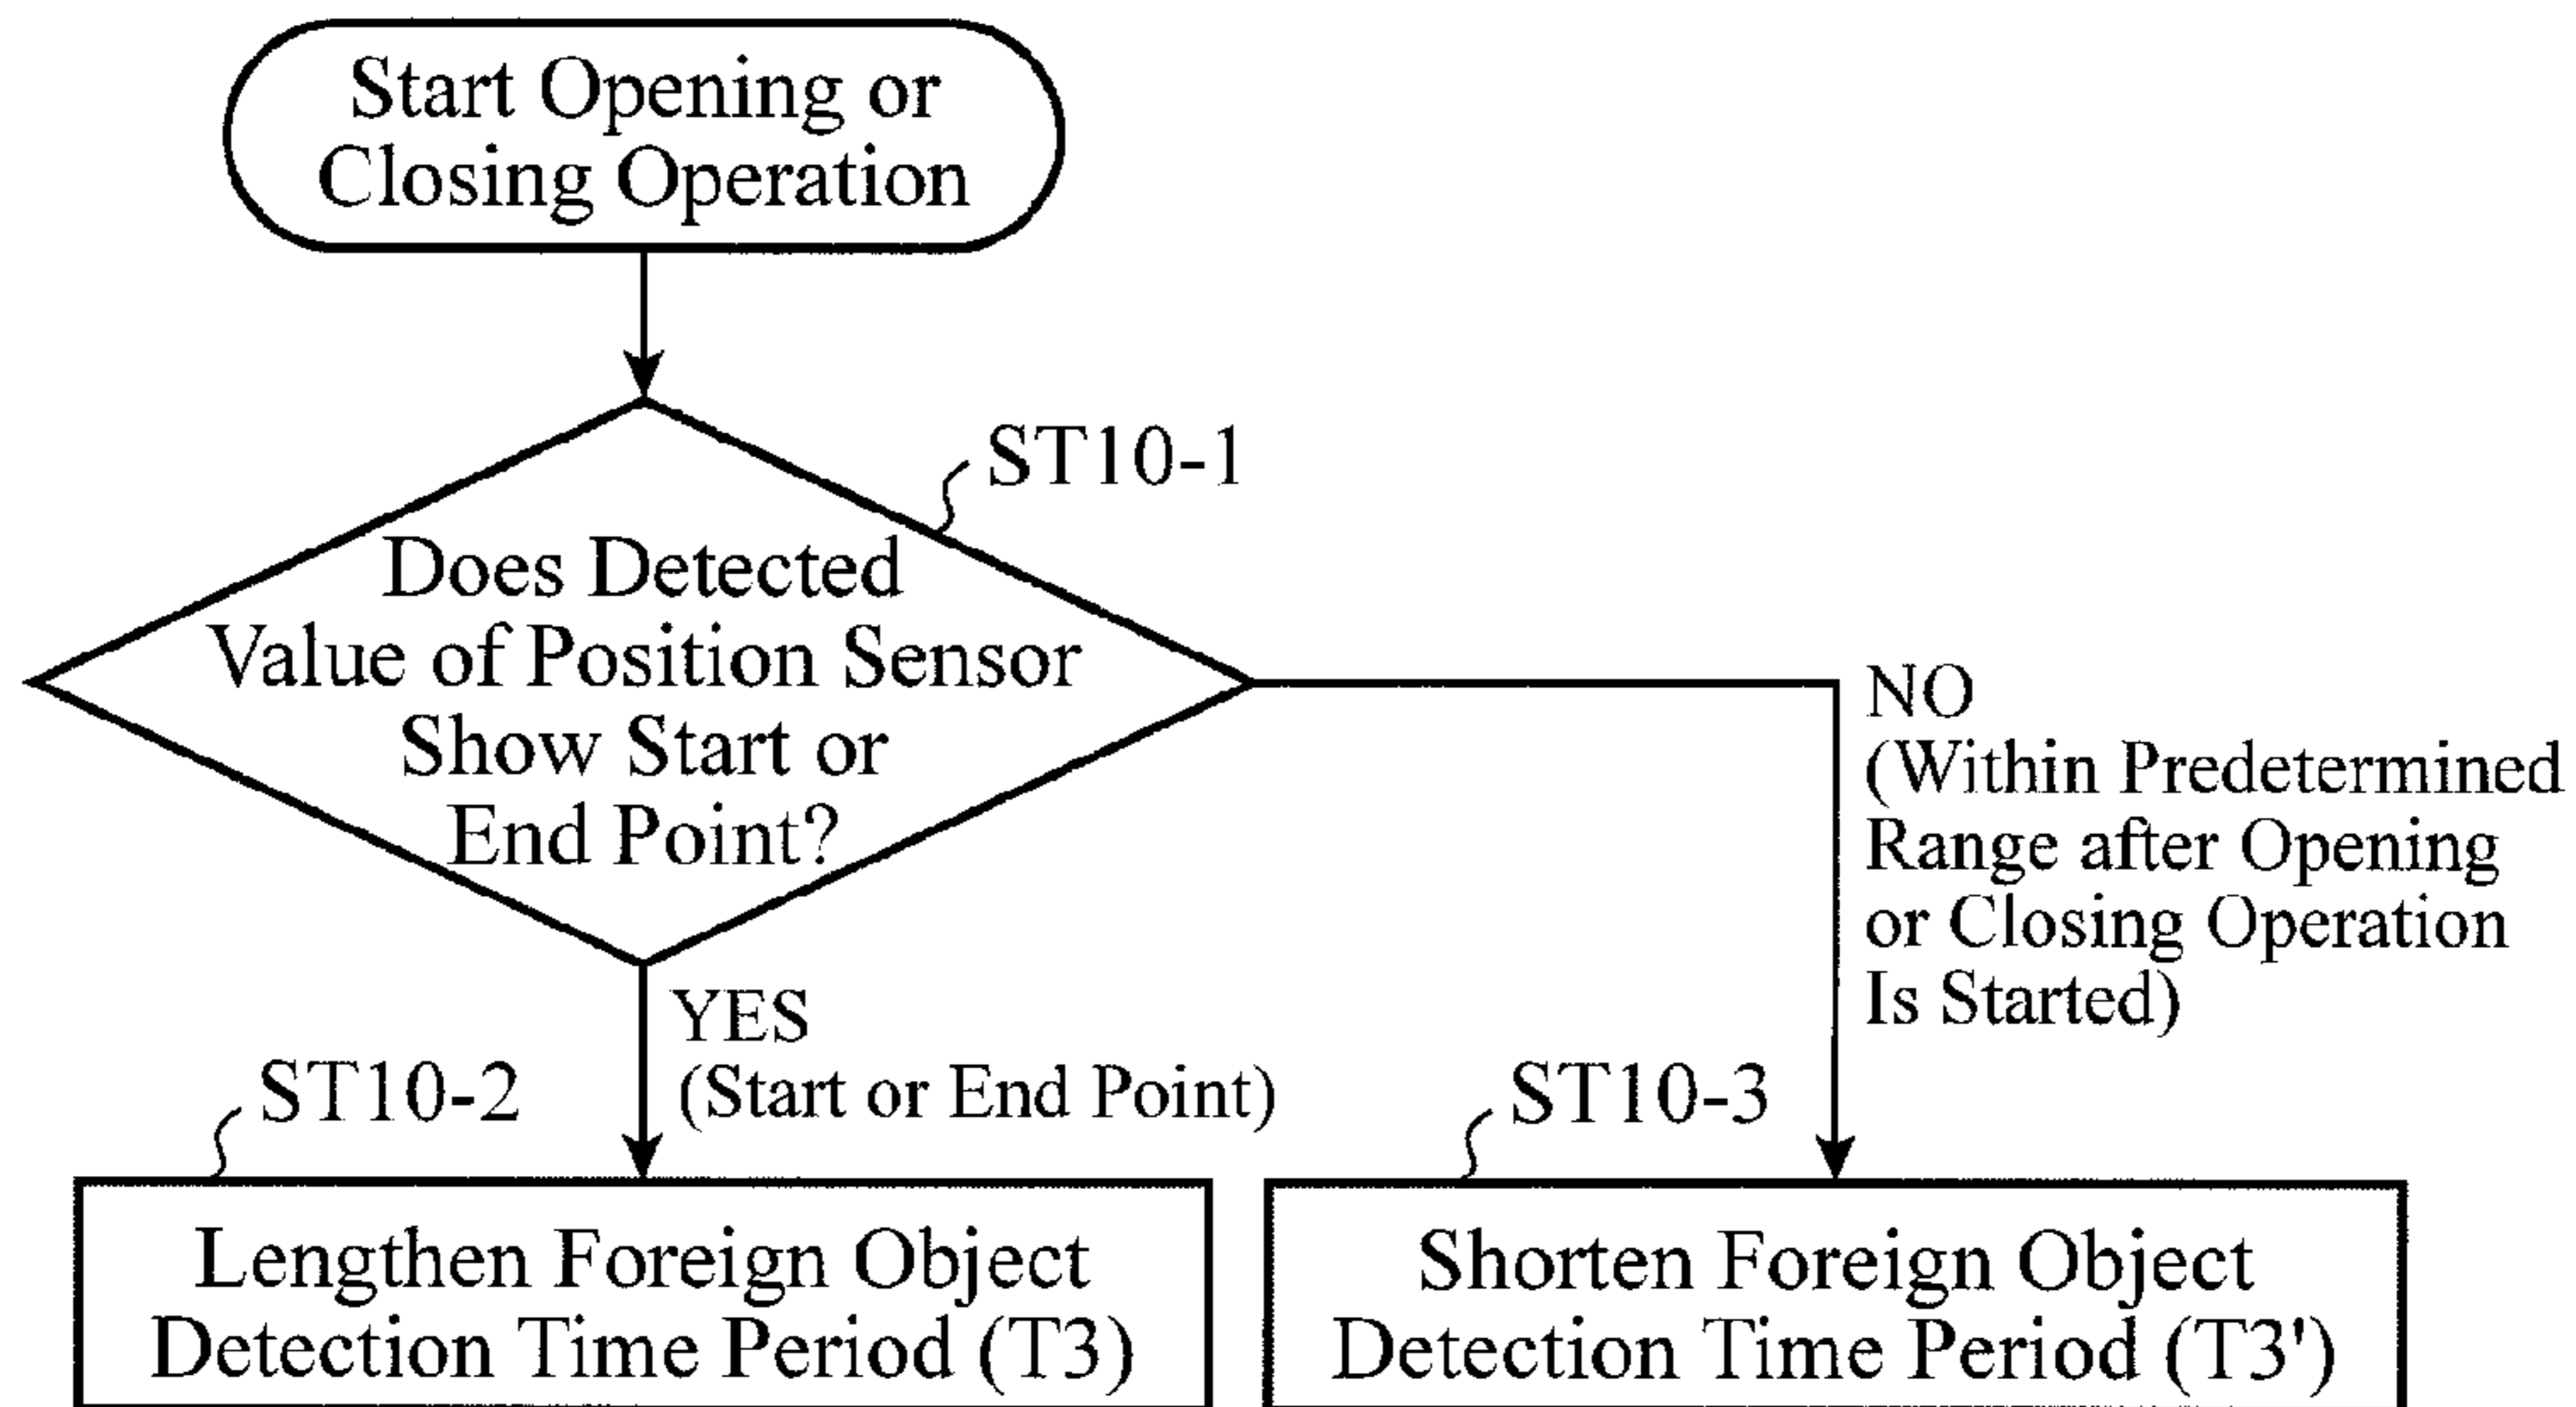 Start Opening or
Closing Operation
ST10-1
Does Detected
Value of Position Sensor
Show Start or
End Point?
NO
(Within Predetermined
Range after Opening
or Closing Operation
Is Started)
YES
(Start or End Point)
ST10-2
Lengthen Foreign Object
Detection Time Period (T3)
ST10-3
Shorten Foreign Object
Detection Time Period (T3')